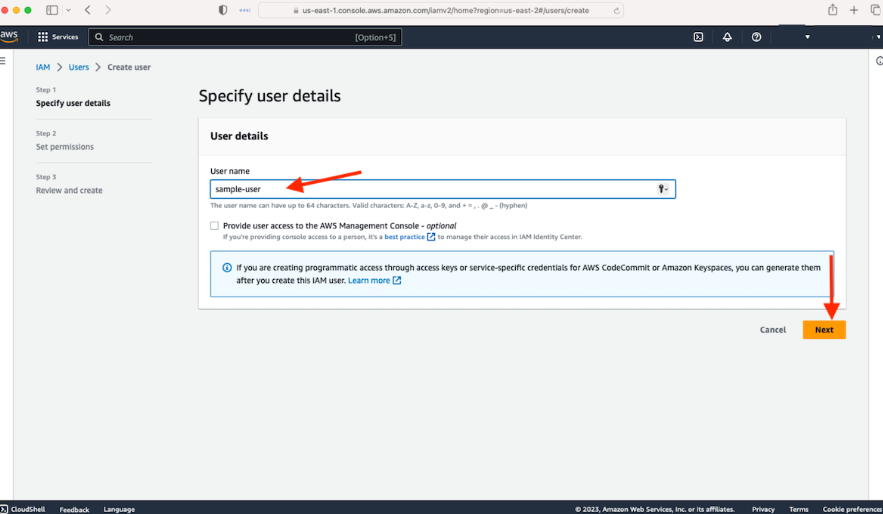 us-east-1.console.aws.amazon.com/iamv2/home?region=us-east-2#/users/create
aws
Services
Search
[Option+S]
IAM > Users > Create user
Step 1
Specify user details
Step 2
Set permissions
Step 3
Review and create
Specify user details
User details
User name
sample-user
The user name can have up to 64 characters. Valid characters: A-Z, a-z, 0-9, and + = , . @ _ - (hyphen)
Provide user access to the AWS Management Console - optional
If you're providing console access to a person, it's a best practice to manage their access in IAM Identity Center.
If you are creating programmatic access through access keys or service-specific credentials for AWS CodeCommit or Amazon Keyspaces, you can generate them
after you create this IAM user. Learn more
Cancel
Next
CloudShell Feedback Language
© 2023, Amazon Web Services, Inc. or its affiliates. Privacy Terms Cookie preferences